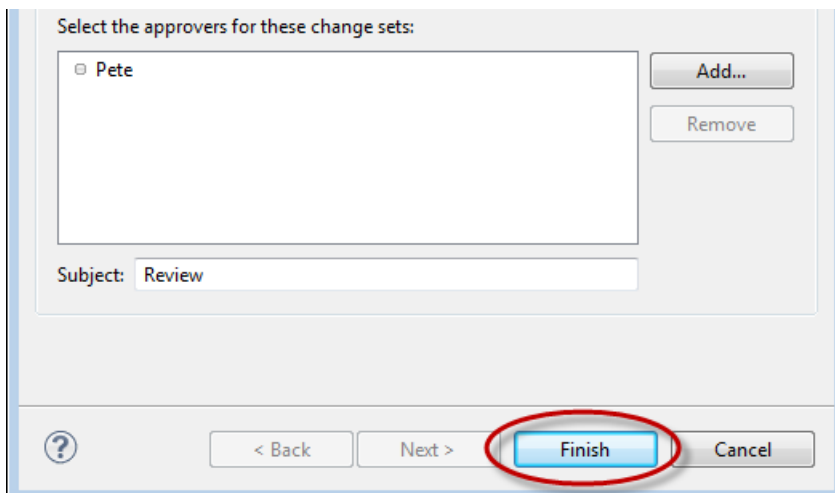 Select the approvers for these change sets:
Pete
Add...
Remove
Subject: Review
? < Back Next > Finish Cancel